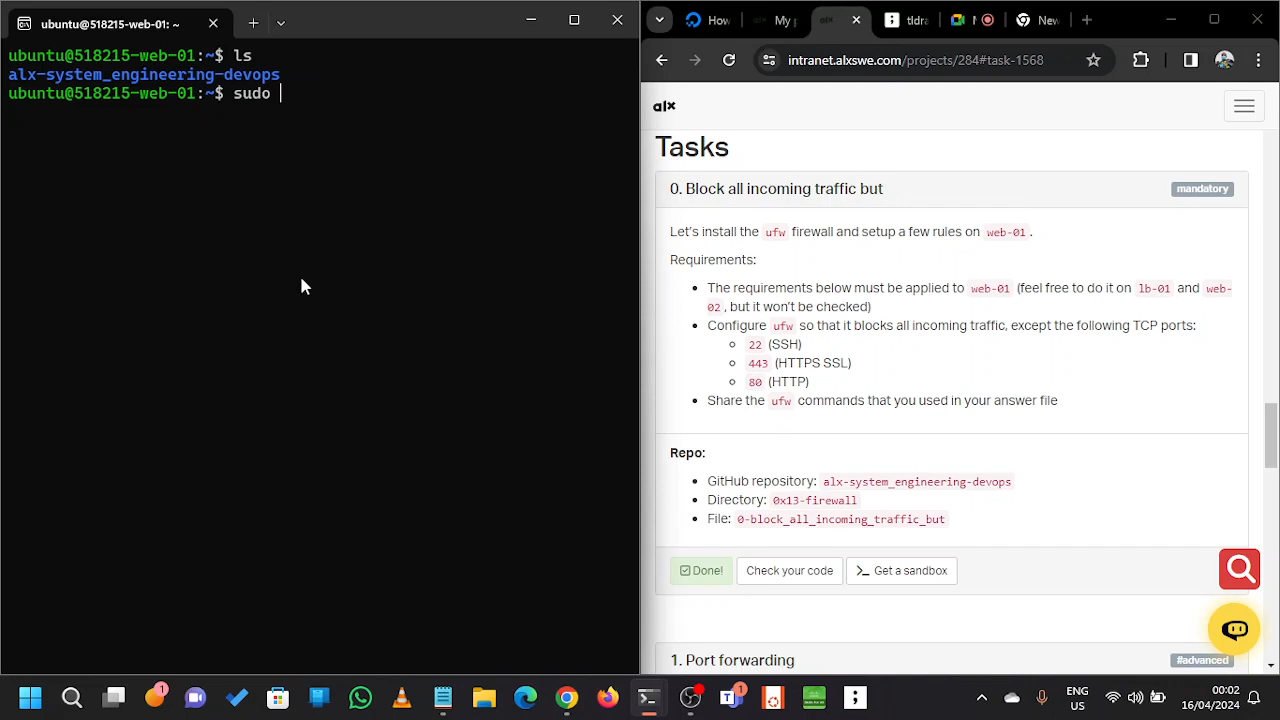 ubuntu@518215-web-01: ~
ubuntu@518215-web-01:~$ ls
alx-system_engineering-devops
ubuntu@518215-web-01:~$ sudo
How
My
alx
tldra
New
intranet.alxswe.com/projects/284#task-1568
alx
Tasks
0. Block all incoming traffic but
mandatory
Let's install the ufw firewall and setup a few rules on web-01.
Requirements:
The requirements below must be applied to web-01 (feel free to do it on lb-01 and web-
02, but it won't be checked)
Configure ufw so that it blocks all incoming traffic, except the following TCP ports:
22 (SSH)
443 (HTTPS SSL)
80 (HTTP)
Share the ufw commands that you used in your answer file
Repo:
GitHub repository: alx-system_engineering-devops
Directory: 0x13-firewall
File: 0-block_all_incoming_traffic_but
Done!
Check your code
Get a sandbox
1. Port forwarding
#advanced
1
1
ENG
US
00:02
16/04/2024